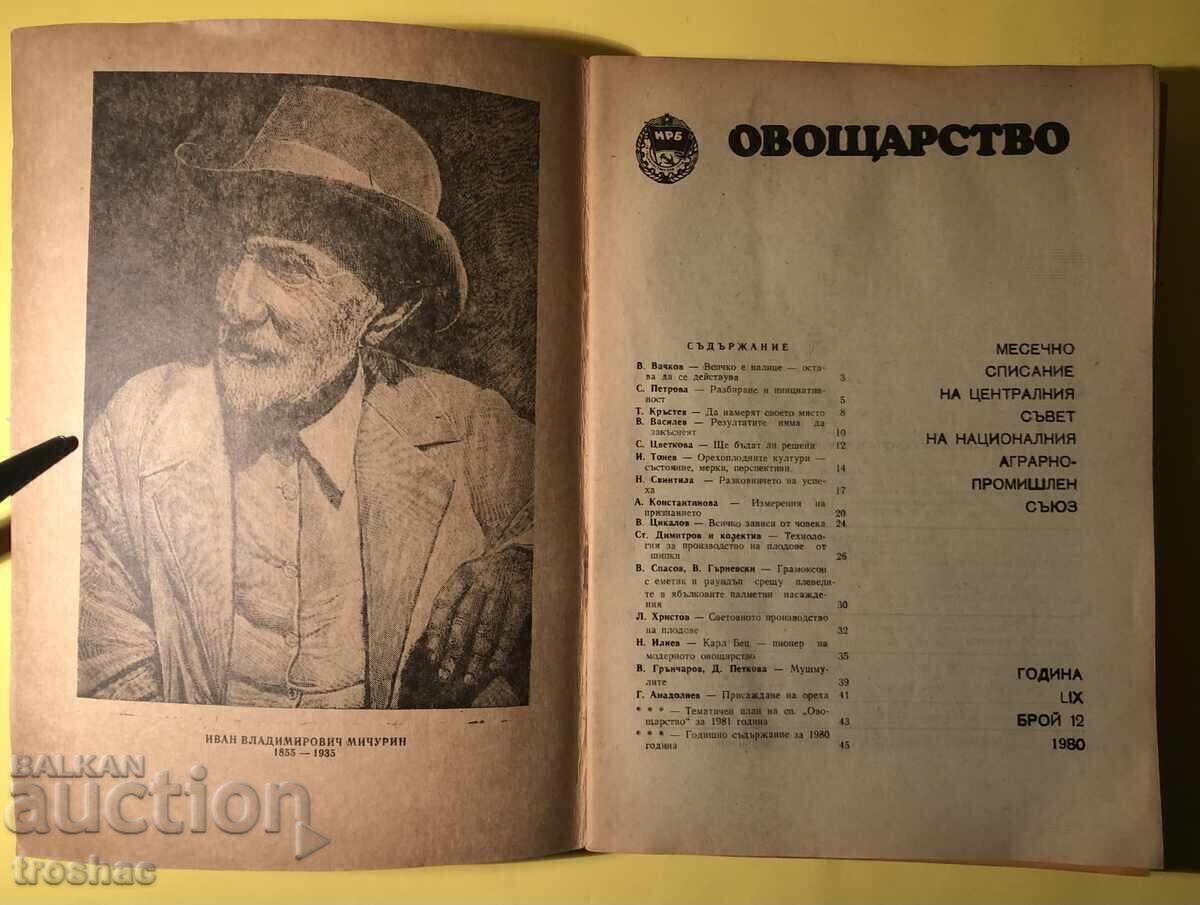 ИВАН ВЛАДИМИРОВИЧ МИЧУРИН
1855 — 1935
НРБ
ОВОЩАРСТВО
СЪДЪРЖАНИЕ
В. Вачков — Всичко е налице — оста-
ва да се действува 3
С. Петрова — Разбиране и инициатив-
ност 5
Т. Кръстев — Да намерят своето място 8
В. Василев — Резултатите няма да
закъснеят 10
С. Цветкова — Ще бъдат ли решени 12
И. Тонев — Орехоплодните култури —
състояние, мерки, перспективи. 14
Н. Свинтила — Разковничето на успе-
ха 17
А. Константинова — Измерения на
признанието 20
В. Цикалов — Всичко зависи от човека 24
Ст. Димитров и колектив — Техноло-
гия за производство на плодове от
шипки 26
В. Спасов, В. Гърневски — Грамоксон
с еметик и раундъп срещу плевели-
те в ябълковите палметни насажде-
ния 30
Л. Христов — Световното производство
на плодове 32
Н. Илиев — Карл Бец — пионер на
модерното овощарство 35
В. Грънчаров, Д. Петкова — Мушму-
лите 39
Г. Анадолиев — Присаждане на ореха 41
* * * — Тематичен план на сп. „Ово-
щарство" за 1981 година 43
* * * — Годишно съдържание за 1980
година 45
МЕСЕЧНО
СПИСАНИЕ
НА ЦЕНТРАЛНИЯ
СЪВЕТ
НА НАЦИОНАЛНИЯ
АГРАРНО-
ПРОМИШЛЕН
СЪЮЗ
ГОДИНА
LIX
БРОЙ 12
1980
BALKAN
auction
troshac